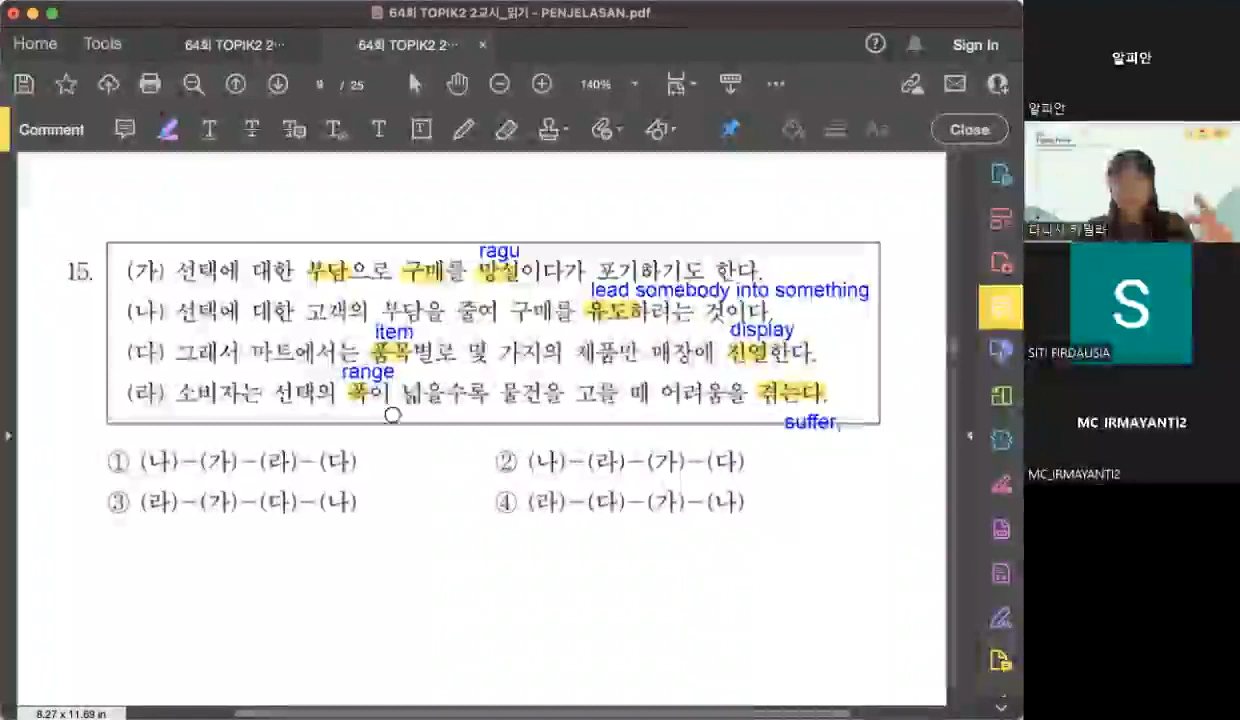 64회 TOPIK2 2교시_읽기 - PENJELASAN.pdf
Home Tools 64회 TOPIK2 2··· 64회 TOPIK2 2··· × Sign In
9 / 25 140%
Comment Close
ragu
15. (가) 선택에 대한 부담으로 구매를 망설이다가 포기하기도 한다.
lead somebody into something
(나) 선택에 대한 고객의 부담을 줄여 구매를 유도하려는 것이다.
item display
(다) 그래서 마트에서는 품목별로 몇 가지의 제품만 매장에 진열한다.
range
(라) 소비자는 선택의 폭이 넓을수록 물건을 고를 때 어려움을 겪는다.
suffer,
① (나)-(가)-(라)-(다) ② (나)-(라)-(가)-(다)
③ (라)-(가)-(다)-(나) ④ (라)-(다)-(가)-(나)
8.27 x 11.69 in
알피안
알피안
S
SITI FIRDAUSIA
MC_IRMAYANTI2
MC_IRMAYANTI2